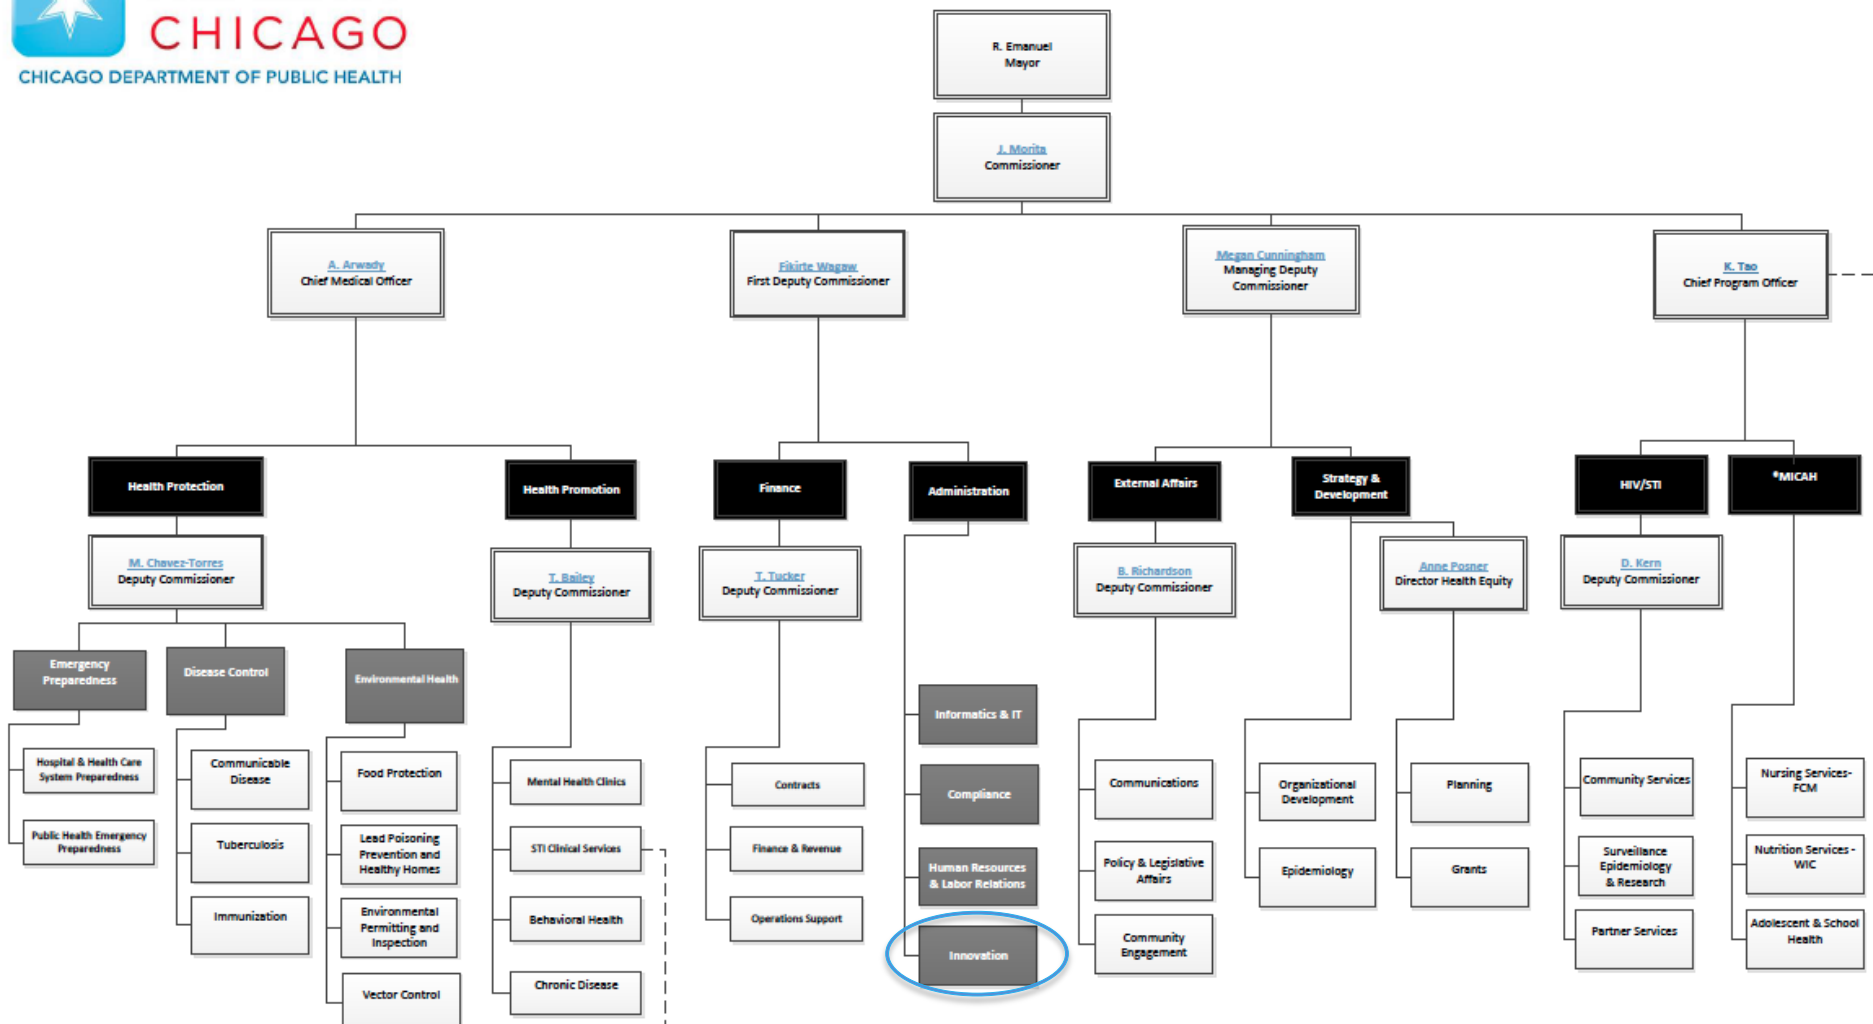 CHICAGO
CHICAGO DEPARTMENT OF PUBLIC HEALTH
R. Emanuel
Mayor
J. Morita
Commissioner
A. Arwady
Chief Medical Officer
Fikirte Wagaw
First Deputy Commissioner
Megan Cunningham
Managing Deputy
Commissioner
K. Tao
Chief Program Officer
Health Protection
Health Promotion
Finance
Administration
External Affairs
Strategy &
Development
HIV/STI
*MICAH
M. Chavez-Torres
Deputy Commissioner
T. Bailey
Deputy Commissioner
T. Tucker
Deputy Commissioner
B. Richardson
Deputy Commissioner
Anne Posner
Director Health Equity
D. Kern
Deputy Commissioner
Emergency
Preparedness
Disease Control
Environmental Health
Hospital & Health Care
System Preparedness
Public Health Emergency
Preparedness
Communicable
Disease
Tuberculosis
Immunization
Food Protection
Lead Poisoning
Prevention and
Healthy Homes
Environmental
Permitting and
Inspection
Vector Control
Mental Health Clinics
STI Clinical Services
Behavioral Health
Chronic Disease
Contracts
Finance & Revenue
Operations Support
Informatics & IT
Compliance
Human Resources
& Labor Relations
Innovation
Communications
Policy & Legislative
Affairs
Community
Engagement
Organizational
Development
Epidemiology
Planning
Grants
Community Services
Surveillance
Epidemiology
& Research
Partner Services
Nursing Services-
FCM
Nutrition Services -
WIC
Adolescent & School
Health